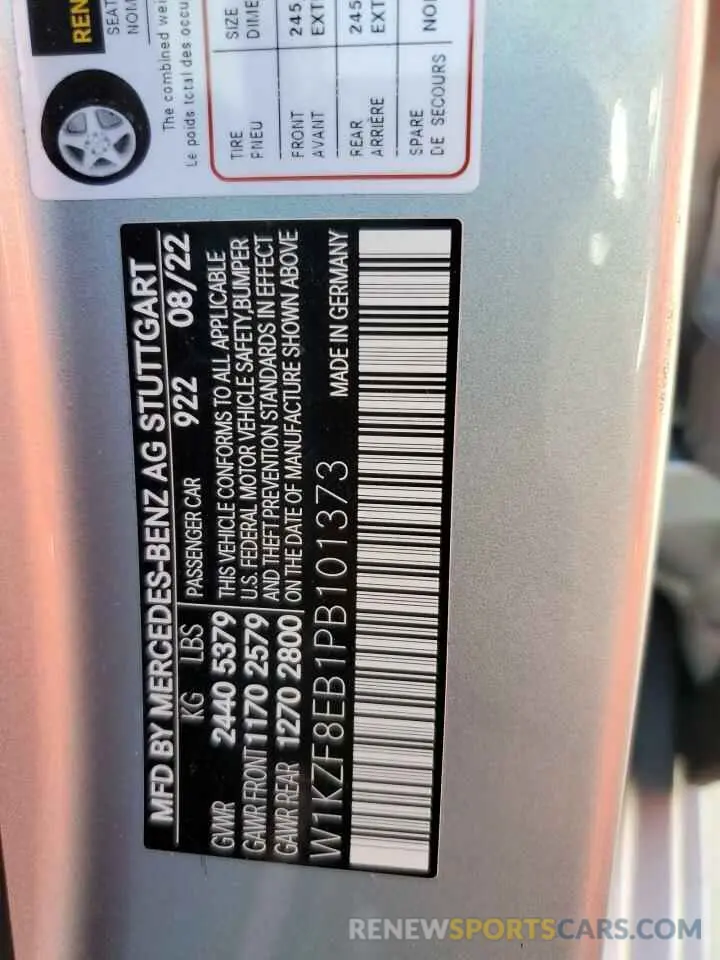 REN
SEAT
NOM
The combined wei
Le poids total des occu
TIRE SIZE
PNEU DIME
FRONT 245
AVANT EXT
REAR 245
ARRIÈRE EXT
SPARE
DE SECOURS
MFD BY MERCEDES-BENZ AG STUTTGART
KG LBS PASSENGER CAR 922 08/22
GVWR 2440 5379 THIS VEHICLE CONFORMS TO ALL APPLICABLE
GAWR FRONT 1170 2579 U.S. FEDERAL MOTOR VEHICLE SAFETY,BUMPER
AND THEFT PREVENTION STANDARDS IN EFFECT
GAWR REAR 1270 2800 ON THE DATE OF MANUFACTURE SHOWN ABOVE
W1KZF8EB1PB101373 MADE IN GERMANY
RENEWSPORTSCARS.COM